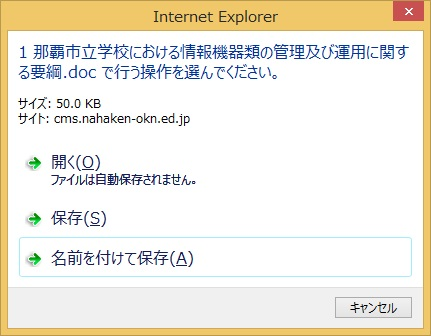 Internet Explorer
1 那覇市立学校における情報機器類の管理及び運用に関す
る要綱.doc で行う操作を選んでください。
サイズ: 50.0 KB
サイト: cms.nahaken-okn.ed.jp
開く(O)
ファイルは自動保存されません。
保存(S)
名前を付けて保存(A)
キャンセル